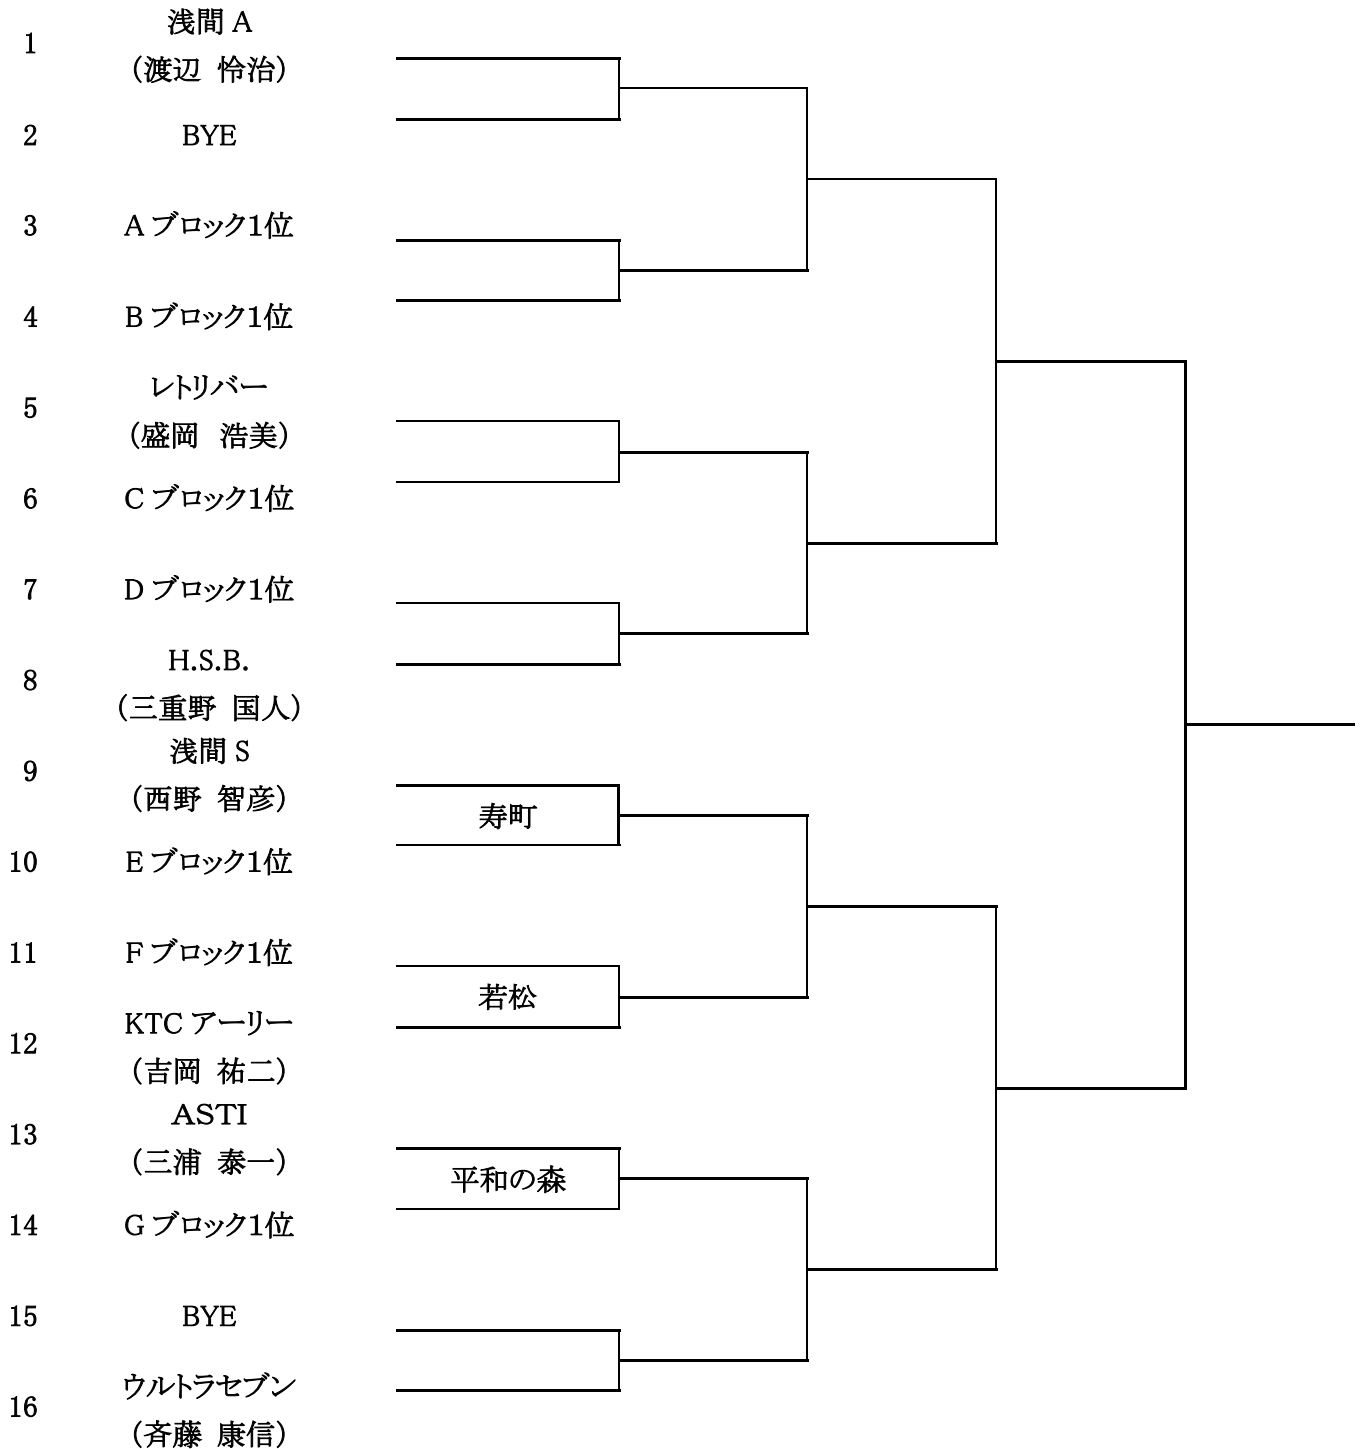 1
浅間 A
（渡辺 怜治）
2
BYE
3
A ブロック1位
4
B ブロック1位
5
レトリバー
（盛岡 浩美）
6
C ブロック1位
7
D ブロック1位
8
H.S.B.
（三重野 国人）
9
浅間 S
（西野 智彦）
寿町
10
E ブロック1位
11
F ブロック1位
若松
12
KTC アーリー
（吉岡 祐二）
13
ASTI
（三浦 泰一）
平和の森
14
G ブロック1位
15
BYE
16
ウルトラセブン
（斉藤 康信）